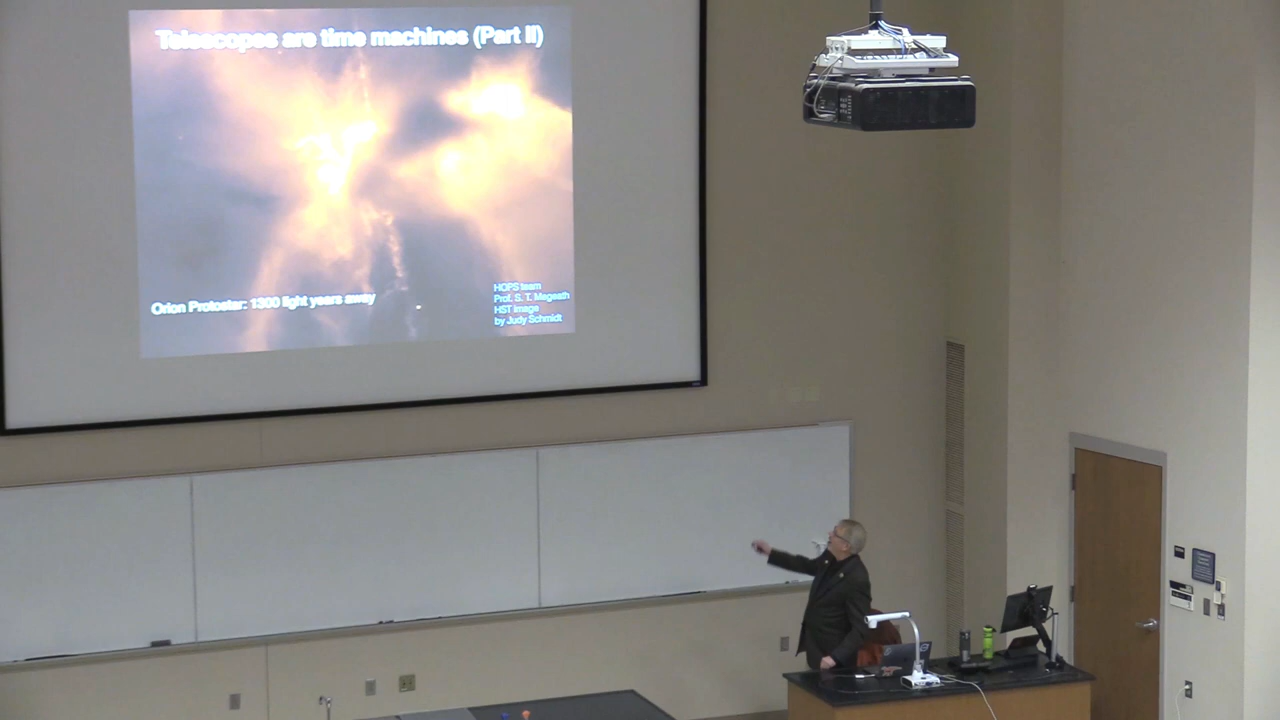 Telescopes are time machines (Part II)
Orion Protostar: 1300 light years away
HOPS team
Prof. S. T. Megeath
HST image
by Judy Schmidt